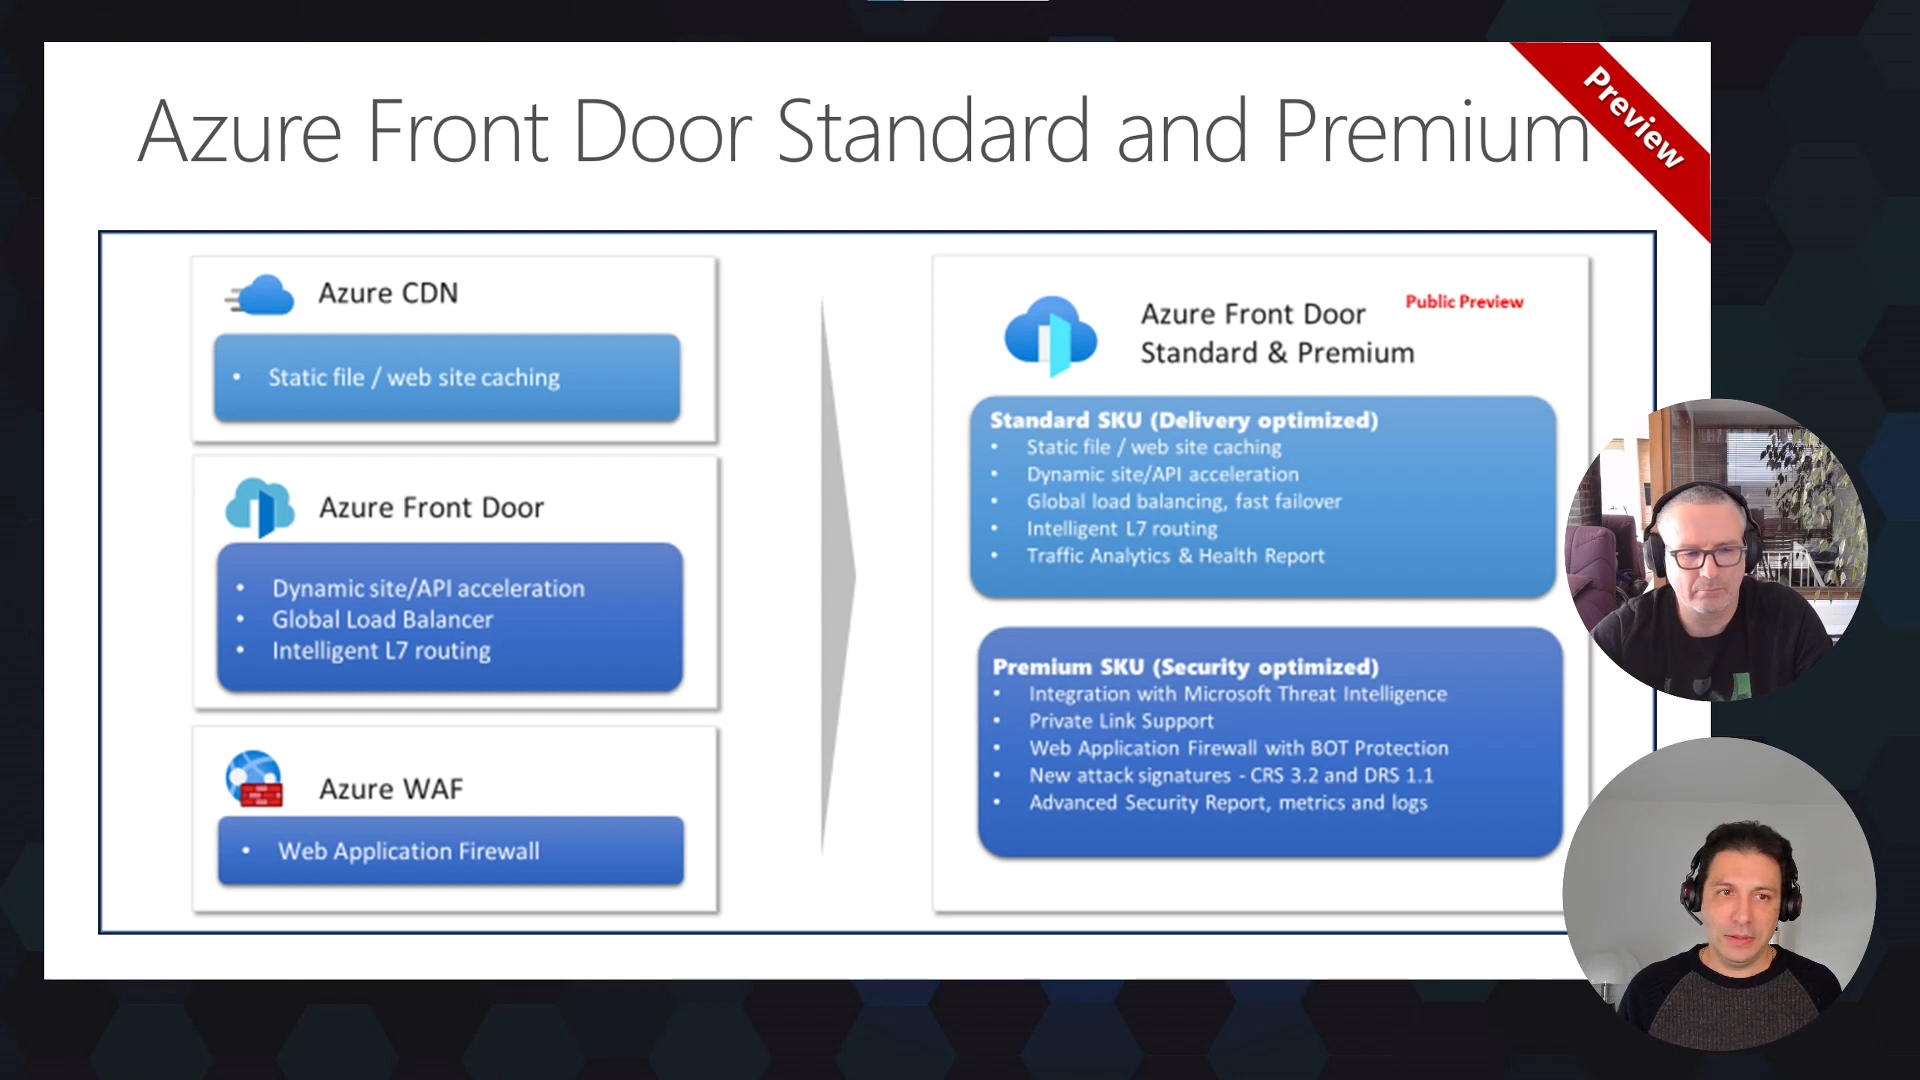 Azure Front Door Standard and Premium
Preview
Azure CDN
• Static file / web site caching
Azure Front Door
• Dynamic site/API acceleration
• Global Load Balancer
• Intelligent L7 routing
Azure WAF
• Web Application Firewall
Azure Front Door
Standard & Premium
Public Preview
Standard SKU (Delivery optimized)
• Static file / web site caching
• Dynamic site/API acceleration
• Global load balancing, fast failover
• Intelligent L7 routing
• Traffic Analytics & Health Report
Premium SKU (Security optimized)
• Integration with Microsoft Threat Intelligence
• Private Link Support
• Web Application Firewall with BOT Protection
• New attack signatures - CRS 3.2 and DRS 1.1
• Advanced Security Report, metrics and logs